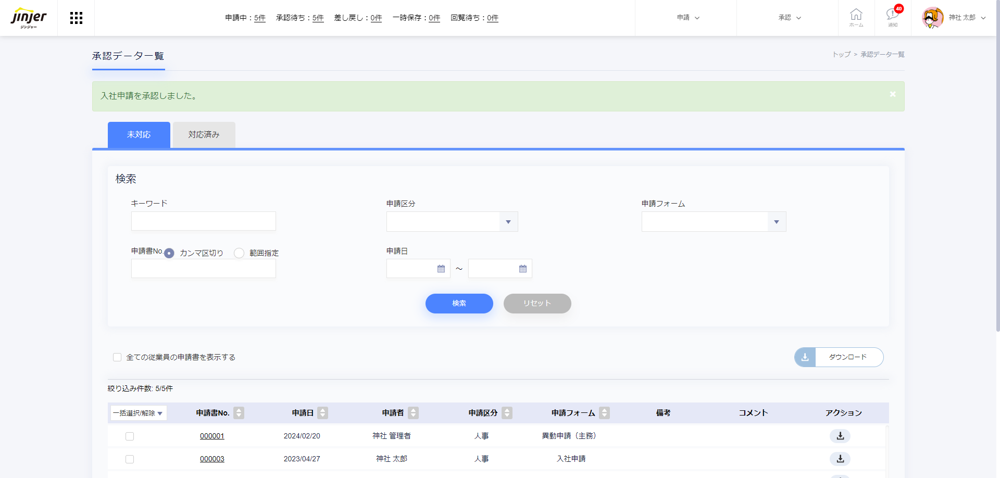 jinjer
ジンジャー
申請中：5件 承認待ち：5件 差し戻し：0件 一時保存：0件 回覧待ち：0件
申請
承認
ホーム
40
通知
神社 太郎
承認データ一覧
トップ > 承認データ一覧
入社申請を承認しました。
×
未対応
対応済み
検索
キーワード
申請区分
申請フォーム
申請書No.
カンマ区切り
範囲指定
申請日
～
検索
リセット
全ての従業員の申請書を表示する
ダウンロード
絞り込み件数: 5/5件
一括選択/解除 申請書No. 申請日 申請者 申請区分 申請フォーム 備考 コメント アクション
000001 2024/02/20 神社 管理者 人事 異動申請（主務）
000003 2023/04/27 神社 太郎 人事 入社申請